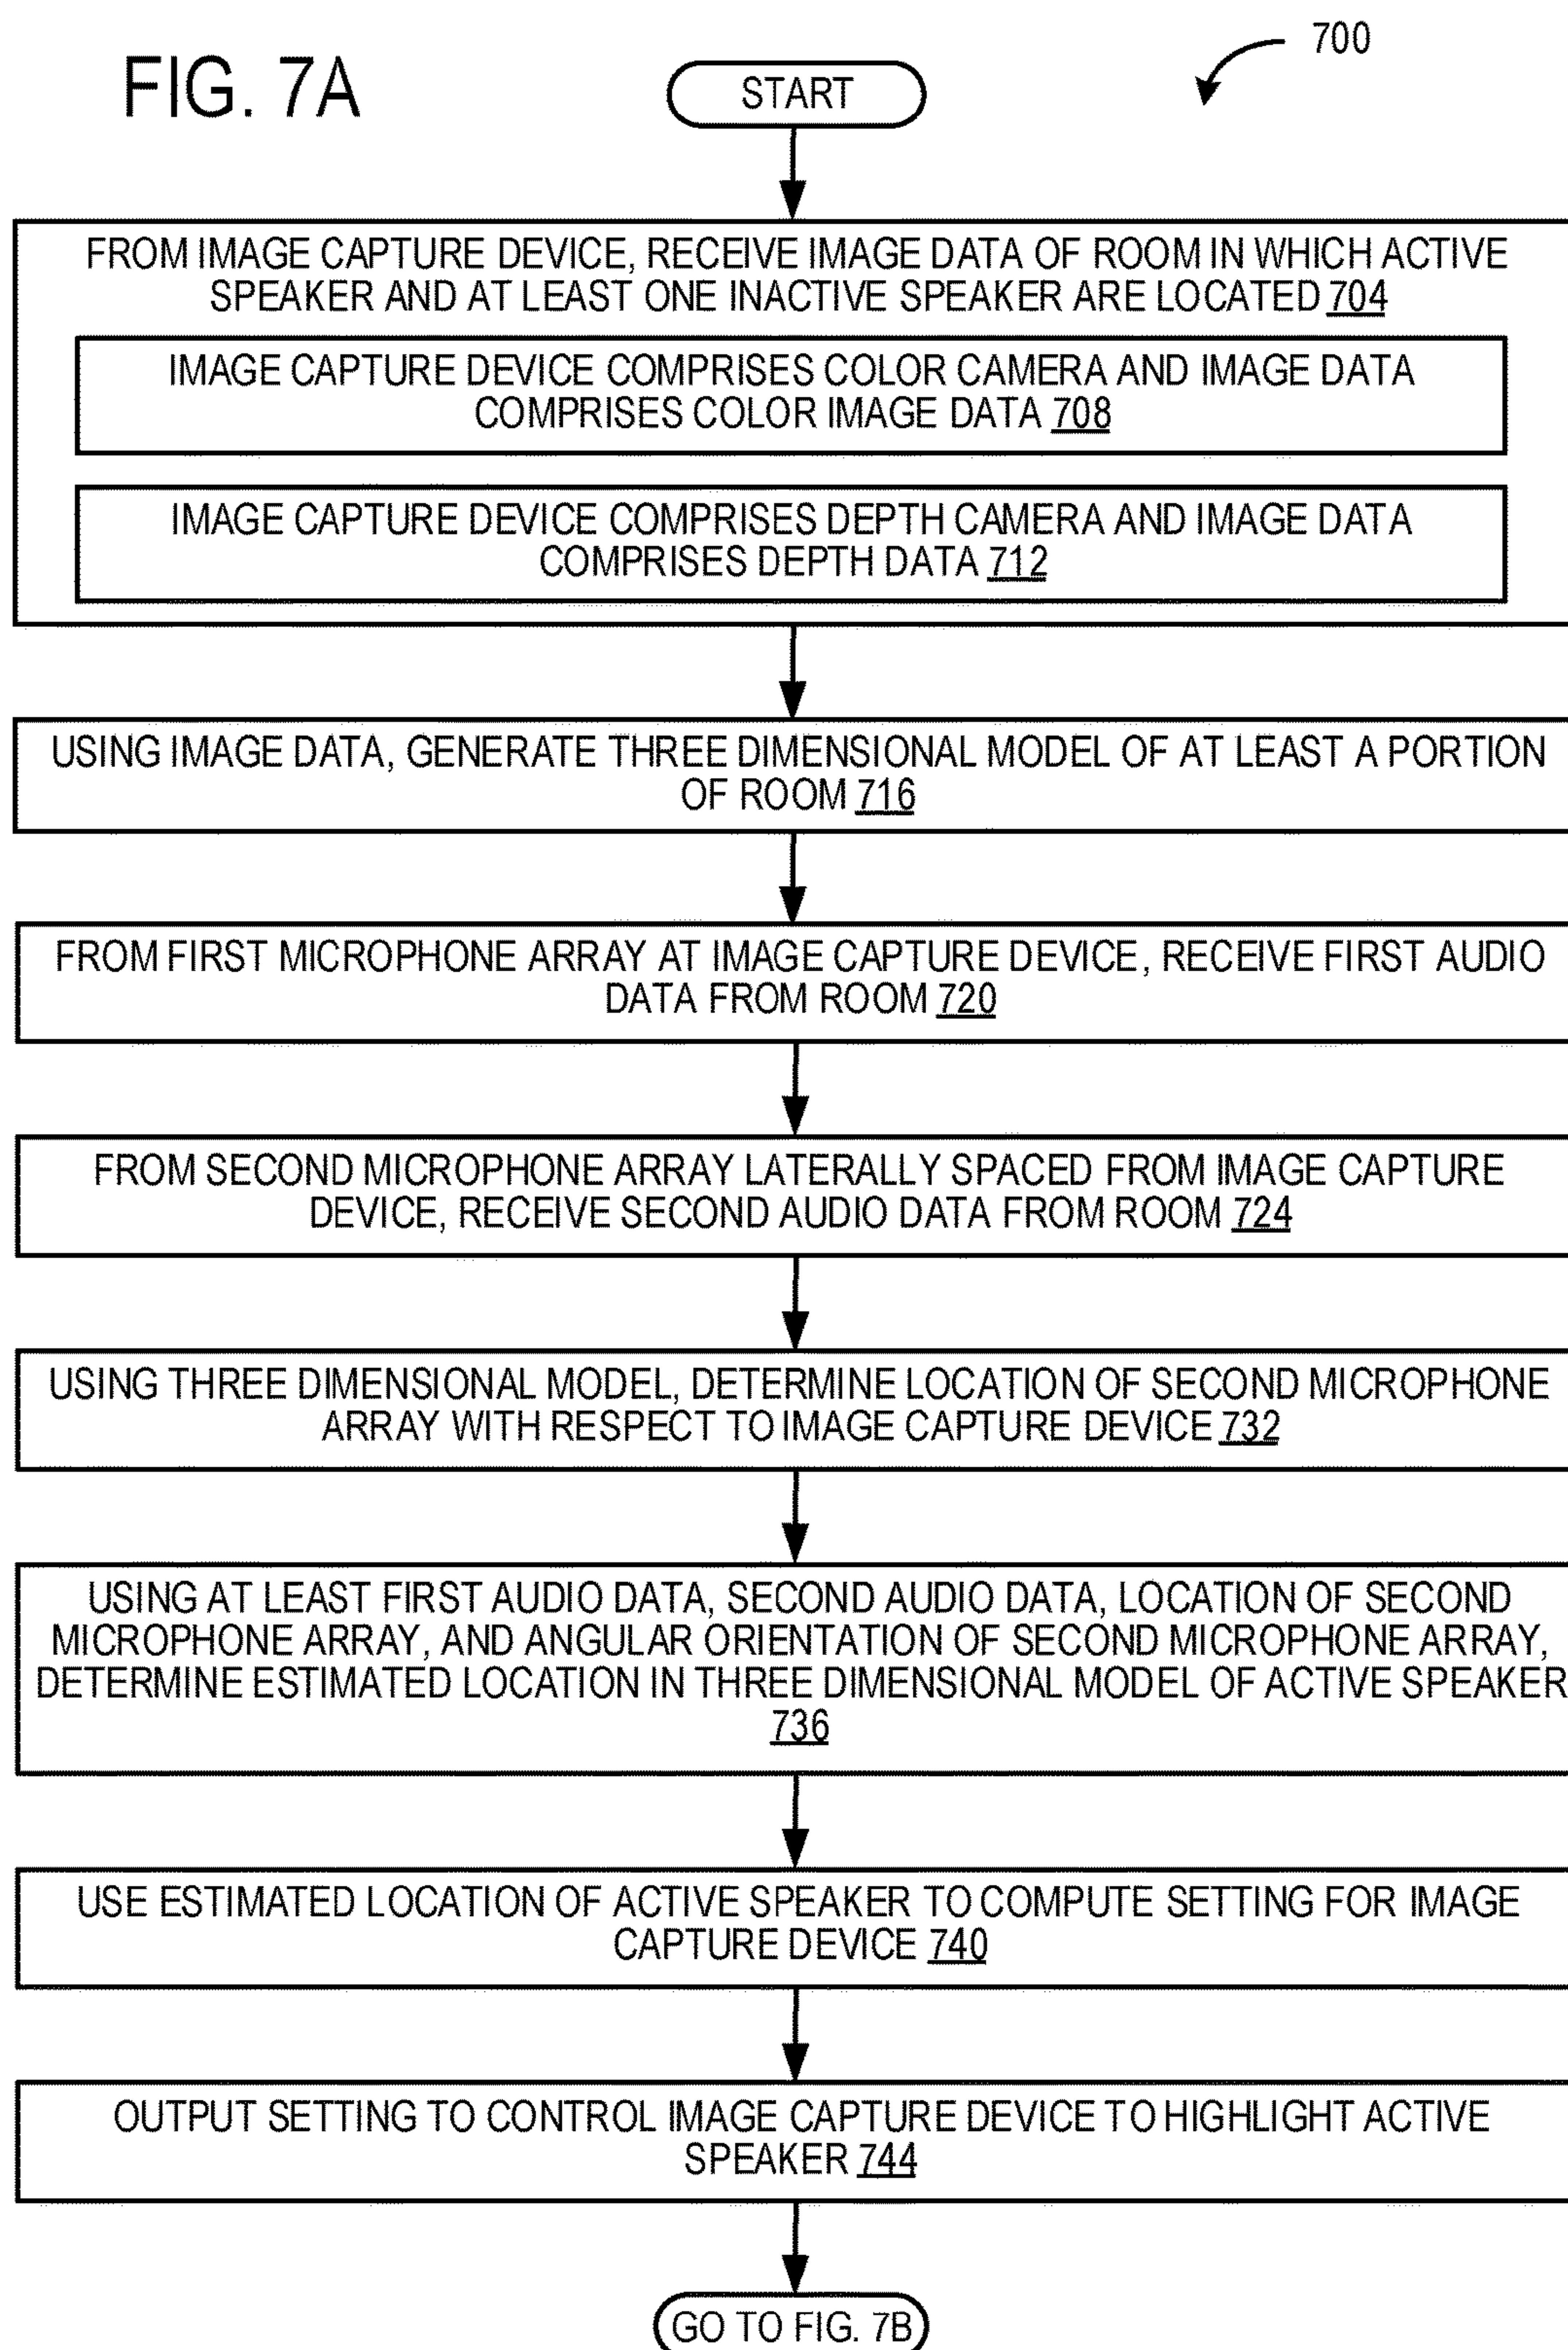 FIG. 7A
700
START
FROM IMAGE CAPTURE DEVICE, RECEIVE IMAGE DATA OF ROOM IN WHICH ACTIVE
SPEAKER AND AT LEAST ONE INACTIVE SPEAKER ARE LOCATED 704
IMAGE CAPTURE DEVICE COMPRISES COLOR CAMERA AND IMAGE DATA
COMPRISES COLOR IMAGE DATA 708
IMAGE CAPTURE DEVICE COMPRISES DEPTH CAMERA AND IMAGE DATA
COMPRISES DEPTH DATA 712
USING IMAGE DATA, GENERATE THREE DIMENSIONAL MODEL OF AT LEAST A PORTION
OF ROOM 716
FROM FIRST MICROPHONE ARRAY AT IMAGE CAPTURE DEVICE, RECEIVE FIRST AUDIO
DATA FROM ROOM 720
FROM SECOND MICROPHONE ARRAY LATERALLY SPACED FROM IMAGE CAPTURE
DEVICE, RECEIVE SECOND AUDIO DATA FROM ROOM 724
USING THREE DIMENSIONAL MODEL, DETERMINE LOCATION OF SECOND MICROPHONE
ARRAY WITH RESPECT TO IMAGE CAPTURE DEVICE 732
USING AT LEAST FIRST AUDIO DATA, SECOND AUDIO DATA, LOCATION OF SECOND
MICROPHONE ARRAY, AND ANGULAR ORIENTATION OF SECOND MICROPHONE ARRAY,
DETERMINE ESTIMATED LOCATION IN THREE DIMENSIONAL MODEL OF ACTIVE SPEAKER
736
USE ESTIMATED LOCATION OF ACTIVE SPEAKER TO COMPUTE SETTING FOR IMAGE
CAPTURE DEVICE 740
OUTPUT SETTING TO CONTROL IMAGE CAPTURE DEVICE TO HIGHLIGHT ACTIVE
SPEAKER 744
GO TO FIG. 7B